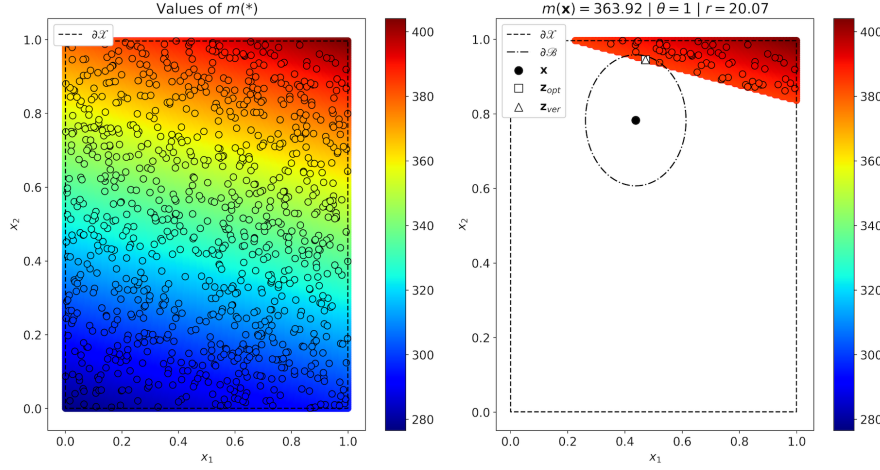 Values of m(*)
∂𝒳
1.0
0.8
0.6
0.4
0.2
0.0
x₂
0.0 0.2 0.4 0.6 0.8 1.0
x₁
400
380
360
340
320
300
280
m(x) = 363.92 | θ = 1 | r = 20.07
∂𝒳
∂ℬ
x
z_opt
z_ver
1.0
0.8
0.6
0.4
0.2
0.0
x₂
0.0 0.2 0.4 0.6 0.8 1.0
x₁
400
380
360
340
320
300
280